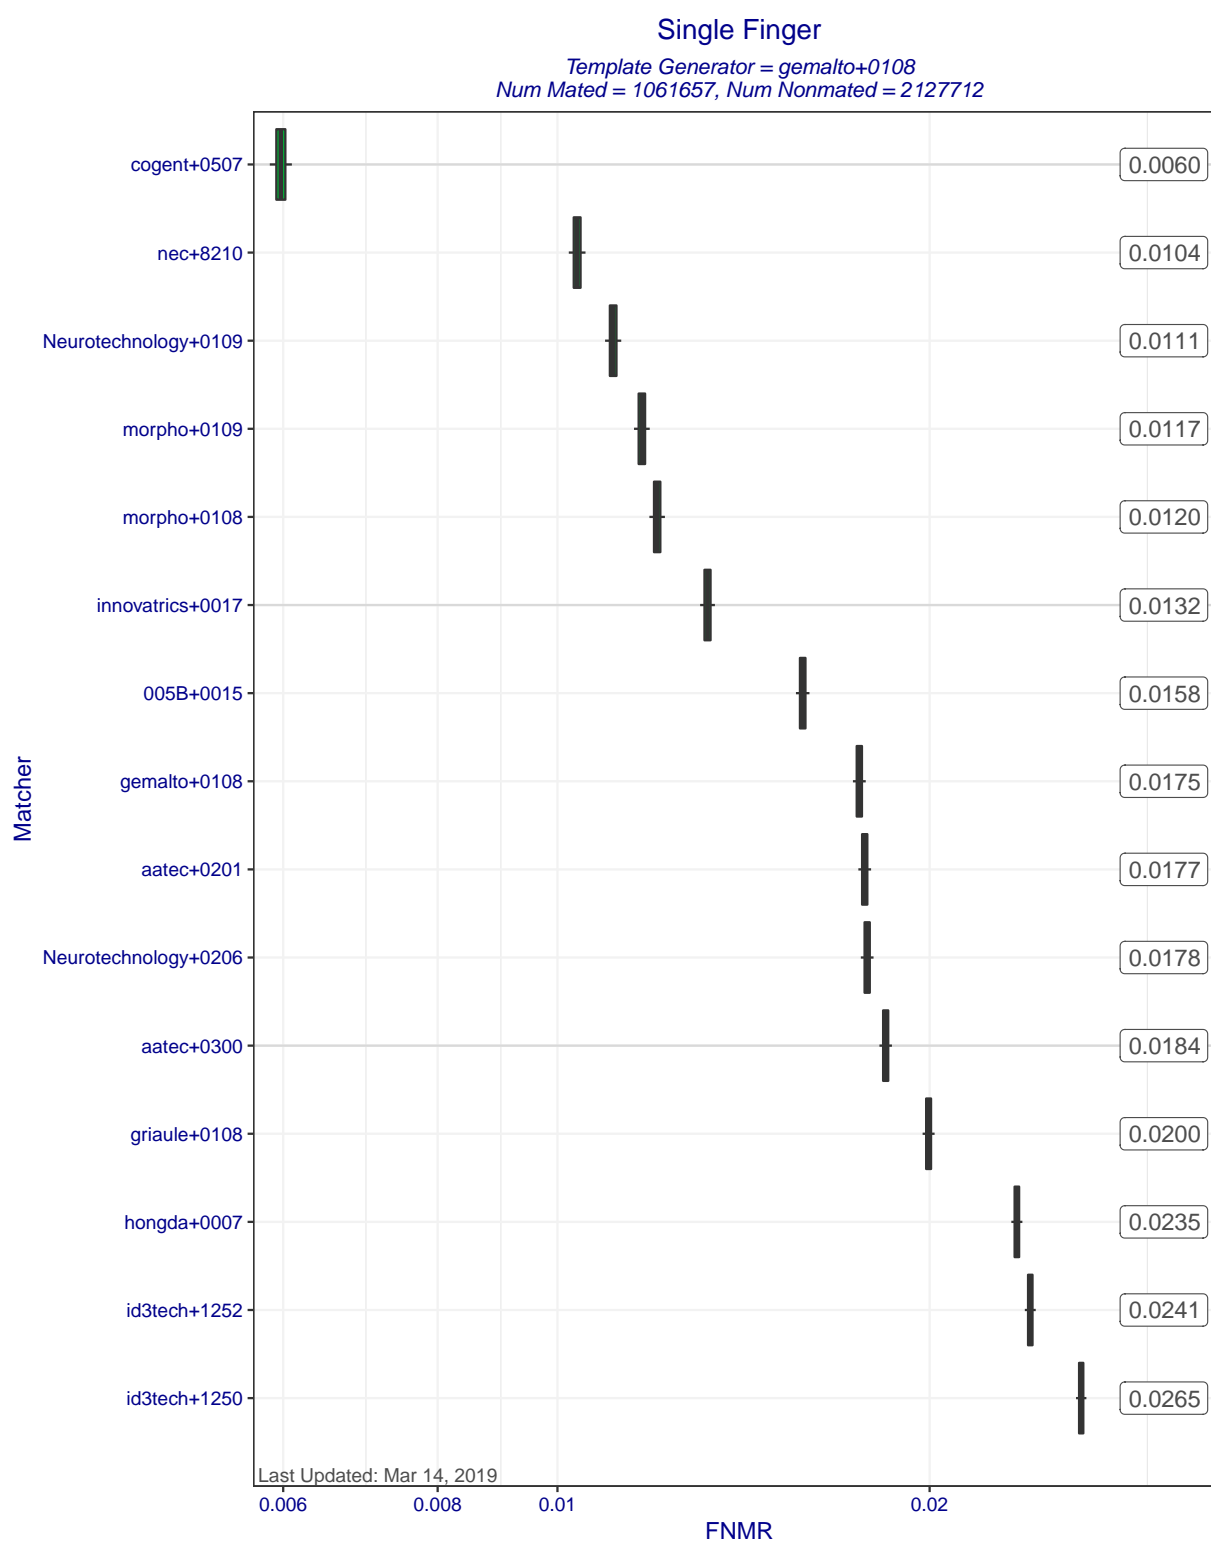 Single Finger
Template Generator = gemalto+0108
Num Mated = 1061657, Num Nonmated = 2127712
cogent+0507 0.0060
nec+8210 0.0104
Neurotechnology+0109 0.0111
morpho+0109 0.0117
morpho+0108 0.0120
innovatrics+0017 0.0132
005B+0015 0.0158
gemalto+0108 0.0175
aatec+0201 0.0177
Neurotechnology+0206 0.0178
aatec+0300 0.0184
griaule+0108 0.0200
hongda+0007 0.0235
id3tech+1252 0.0241
id3tech+1250 0.0265
Matcher
Last Updated: Mar 14, 2019
0.006 0.008 0.01 0.02
FNMR